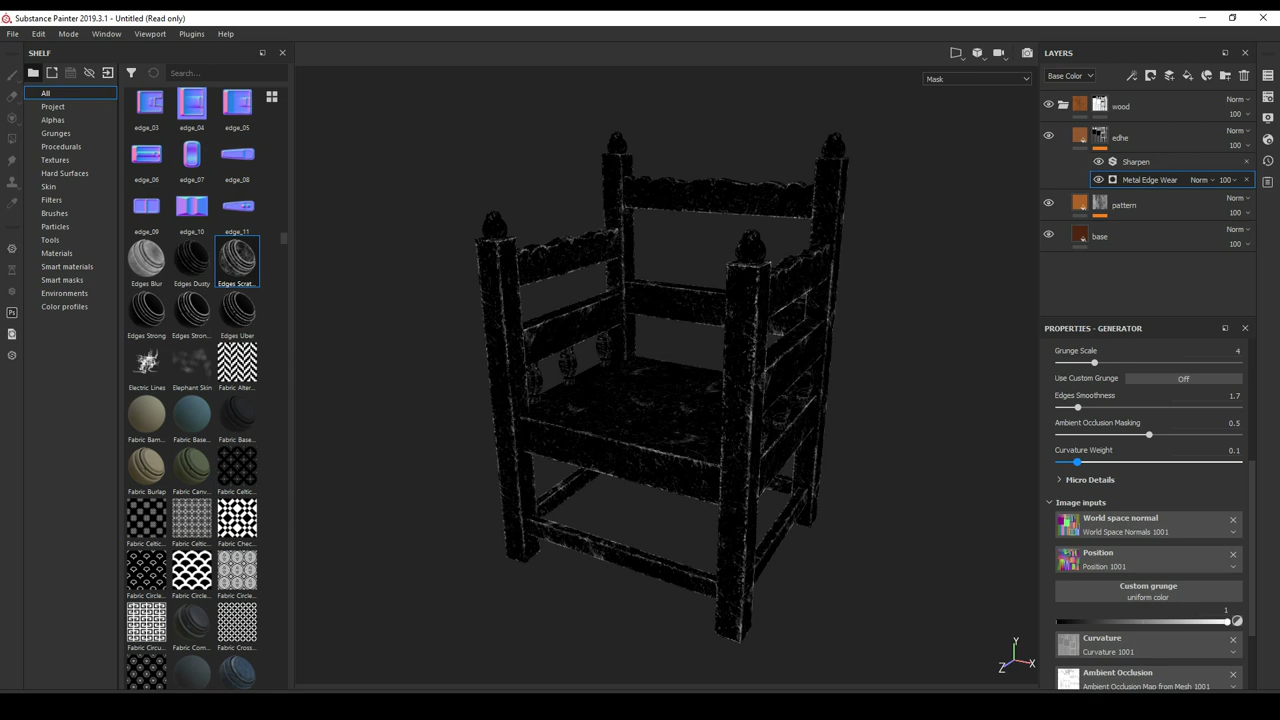 Substance Painter 2019.3.1 - Untitled (Read only)
File Edit Mode Window Viewport Plugins Help
SHELF
Search...
All
Project
Alphas
Grunges
Procedurals
Textures
Hard Surfaces
Skin
Filters
Brushes
Particles
Tools
Materials
Smart materials
Smart masks
Environments
Color profiles
edge_03 edge_04 edge_05
edge_06 edge_07 edge_08
edge_09 edge_10 edge_11
Edges Blur Edges Dusty Edges Scrat...
Edges Strong Edges Stron... Edges Uber
Electric Lines Elephant Skin Fabric Alter...
Fabric Bam... Fabric Base... Fabric Base...
Fabric Burlap Fabric Canv... Fabric Celtic...
Fabric Celtic... Fabric Celtic... Fabric Chec...
Fabric Circle... Fabric Circle... Fabric Circle...
Fabric Circu... Fabric Com... Fabric Cross...
Mask
Y
Z X
LAYERS
Base Color
wood Norm
100
edhe Norm
100
Sharpen
Metal Edge Wear Norm 100
pattern Norm
100
base Norm
100
PROPERTIES - GENERATOR
Grunge Scale 4
Use Custom Grunge Off
Edges Smoothness 1.7
Ambient Occlusion Masking 0.5
Curvature Weight 0.1
Micro Details
Image inputs
World space normal
World Space Normals 1001
Position
Position 1001
Custom grunge
uniform color
1
Curvature
Curvature 1001
Ambient Occlusion
Ambient Occlusion Map from Mesh 1001
Ps